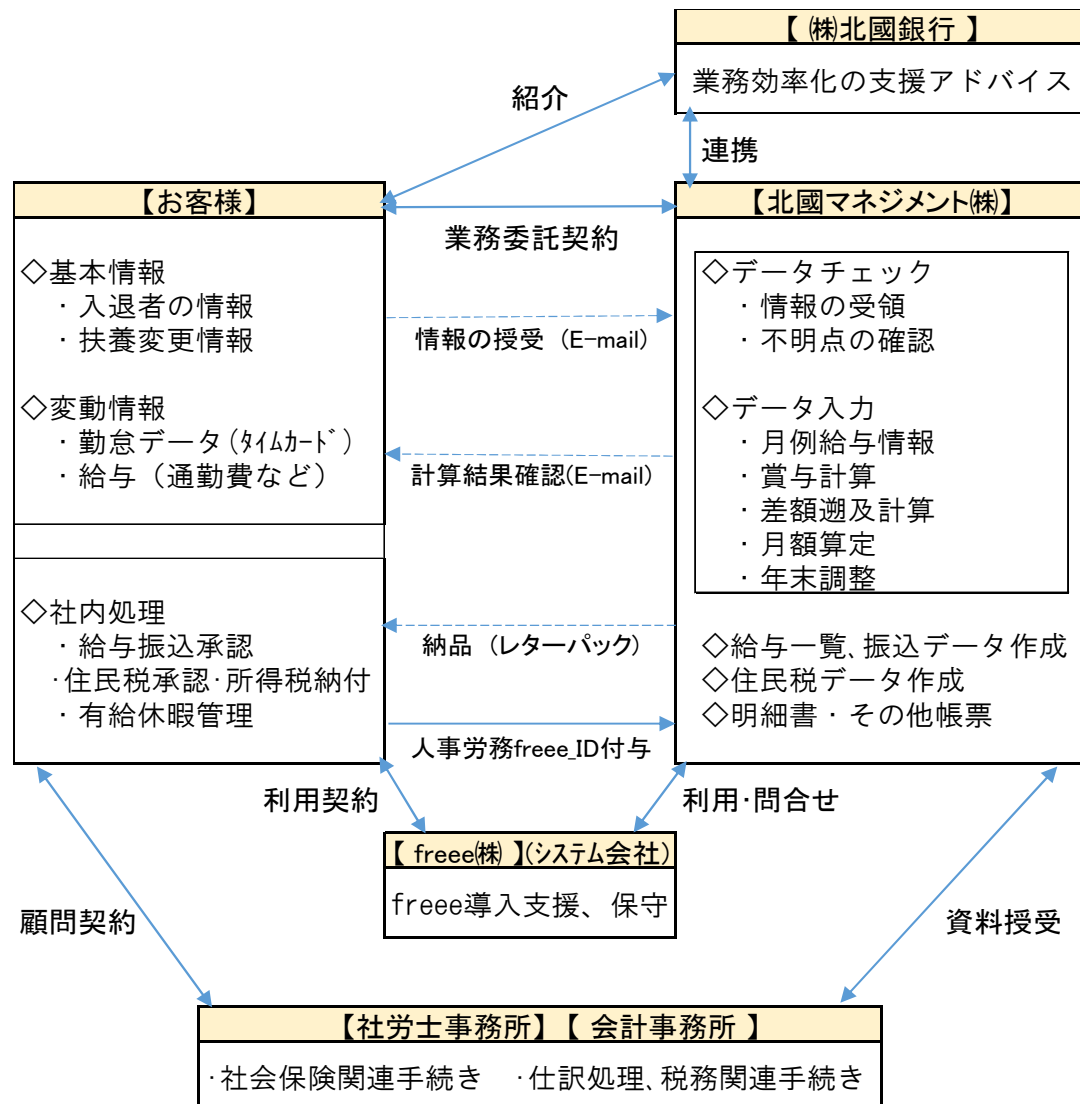 【 ㈱北國銀行 】
業務効率化の支援アドバイス
紹介
連携
【お客様】
◇基本情報
・入退者の情報
・扶養変更情報
◇変動情報
・勤怠データ(ﾀｲﾑｶｰﾄﾞ)
・給与（通勤費など）
◇社内処理
・給与振込承認
・住民税承認・所得税納付
・有給休暇管理
業務委託契約
情報の授受（E-mail）
計算結果確認(E-mail)
納品（レターパック）
人事労務freee_ID付与
【北國マネジメント㈱】
◇データチェック
・情報の受領
・不明点の確認
◇データ入力
・月例給与情報
・賞与計算
・差額遡及計算
・月額算定
・年末調整
◇給与一覧、振込データ作成
◇住民税データ作成
◇明細書・その他帳票
利用契約
利用・問合せ
【 freee㈱ 】(システム会社)
freee導入支援、保守
顧問契約
資料授受
【社労士事務所】【 会計事務所 】
・社会保険関連手続き　・仕訳処理、税務関連手続き